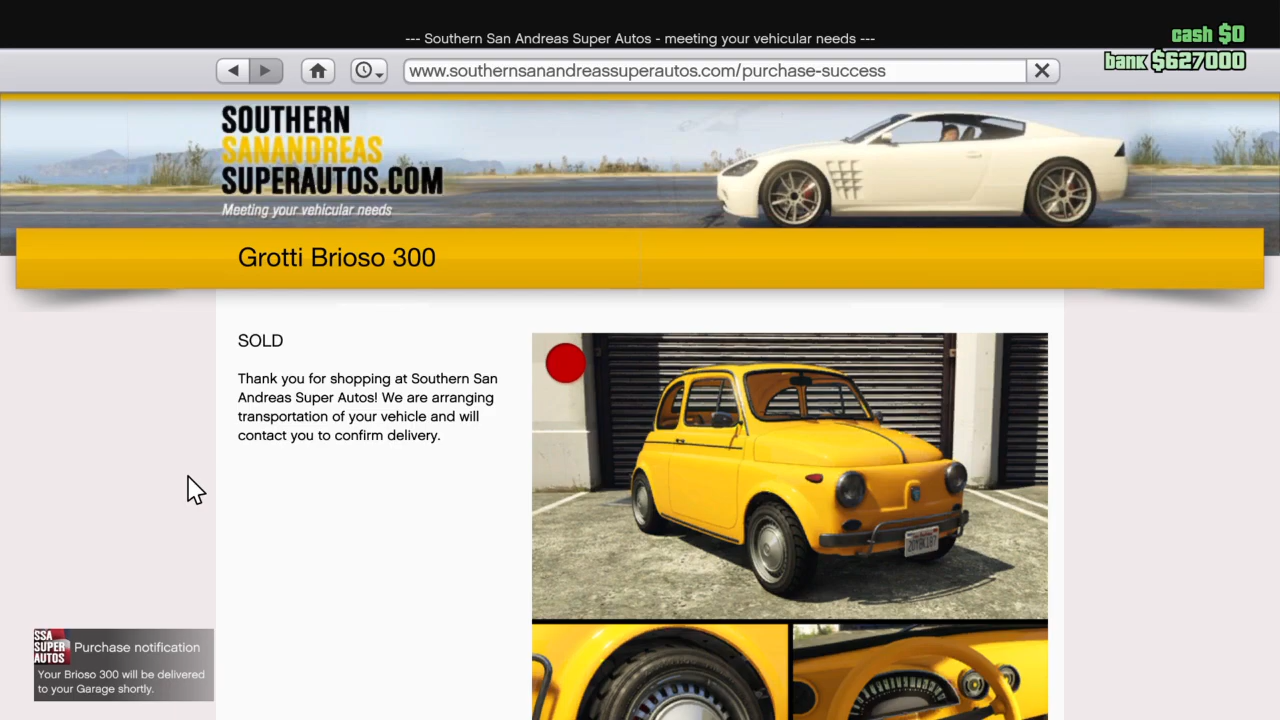 --- Southern San Andreas Super Autos - meeting your vehicular needs ---
cash $0
bank $627000
www.southernsanandreassuperautos.com/purchase-success
SOUTHERN
SANANDREAS
SUPERAUTOS.COM
Meeting your vehicular needs
Grotti Brioso 300
SOLD
Thank you for shopping at Southern San
Andreas Super Autos! We are arranging
transportation of your vehicle and will
contact you to confirm delivery.
SSA
SUPER
AUTOS
Purchase notification
Your Brioso 300 will be delivered
to your Garage shortly.